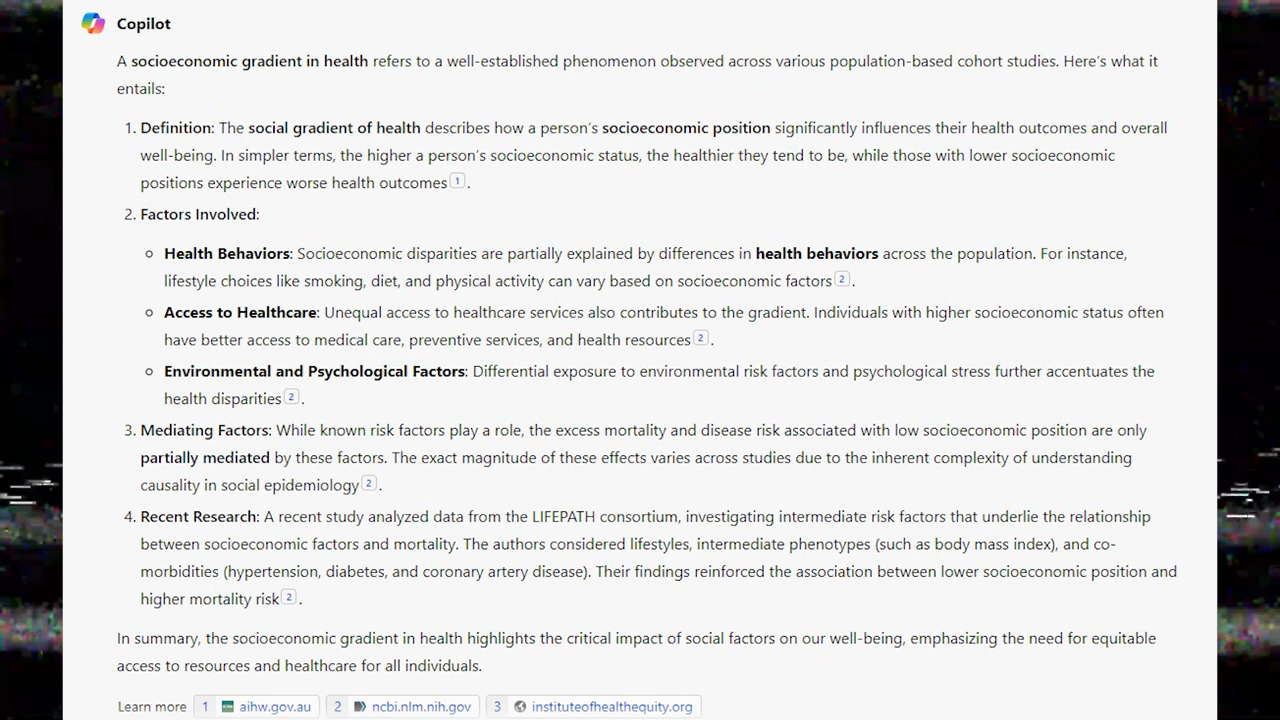 Copilot
A socioeconomic gradient in health refers to a well-established phenomenon observed across various population-based cohort studies. Here's what it
entails:
1. Definition: The social gradient of health describes how a person's socioeconomic position significantly influences their health outcomes and overall
well-being. In simpler terms, the higher a person's socioeconomic status, the healthier they tend to be, while those with lower socioeconomic
positions experience worse health outcomes 1 .
2. Factors Involved:
○ Health Behaviors: Socioeconomic disparities are partially explained by differences in health behaviors across the population. For instance,
lifestyle choices like smoking, diet, and physical activity can vary based on socioeconomic factors 2 .
○ Access to Healthcare: Unequal access to healthcare services also contributes to the gradient. Individuals with higher socioeconomic status often
have better access to medical care, preventive services, and health resources 2 .
○ Environmental and Psychological Factors: Differential exposure to environmental risk factors and psychological stress further accentuates the
health disparities 2 .
3. Mediating Factors: While known risk factors play a role, the excess mortality and disease risk associated with low socioeconomic position are only
partially mediated by these factors. The exact magnitude of these effects varies across studies due to the inherent complexity of understanding
causality in social epidemiology 2 .
4. Recent Research: A recent study analyzed data from the LIFEPATH consortium, investigating intermediate risk factors that underlie the relationship
between socioeconomic factors and mortality. The authors considered lifestyles, intermediate phenotypes (such as body mass index), and co-
morbidities (hypertension, diabetes, and coronary artery disease). Their findings reinforced the association between lower socioeconomic position and
higher mortality risk 2 .
In summary, the socioeconomic gradient in health highlights the critical impact of social factors on our well-being, emphasizing the need for equitable
access to resources and healthcare for all individuals.
Learn more 1 aihw.gov.au 2 ncbi.nlm.nih.gov 3 instituteofhealthequity.org